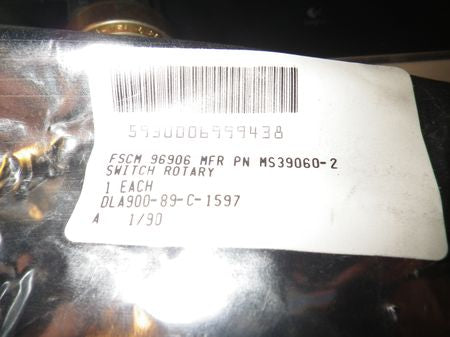 5930006999438
FSCM 96906 MFR PN MS39060-2
SWITCH ROTARY
1 EACH
DLA900-89-C-1597
A 1/90